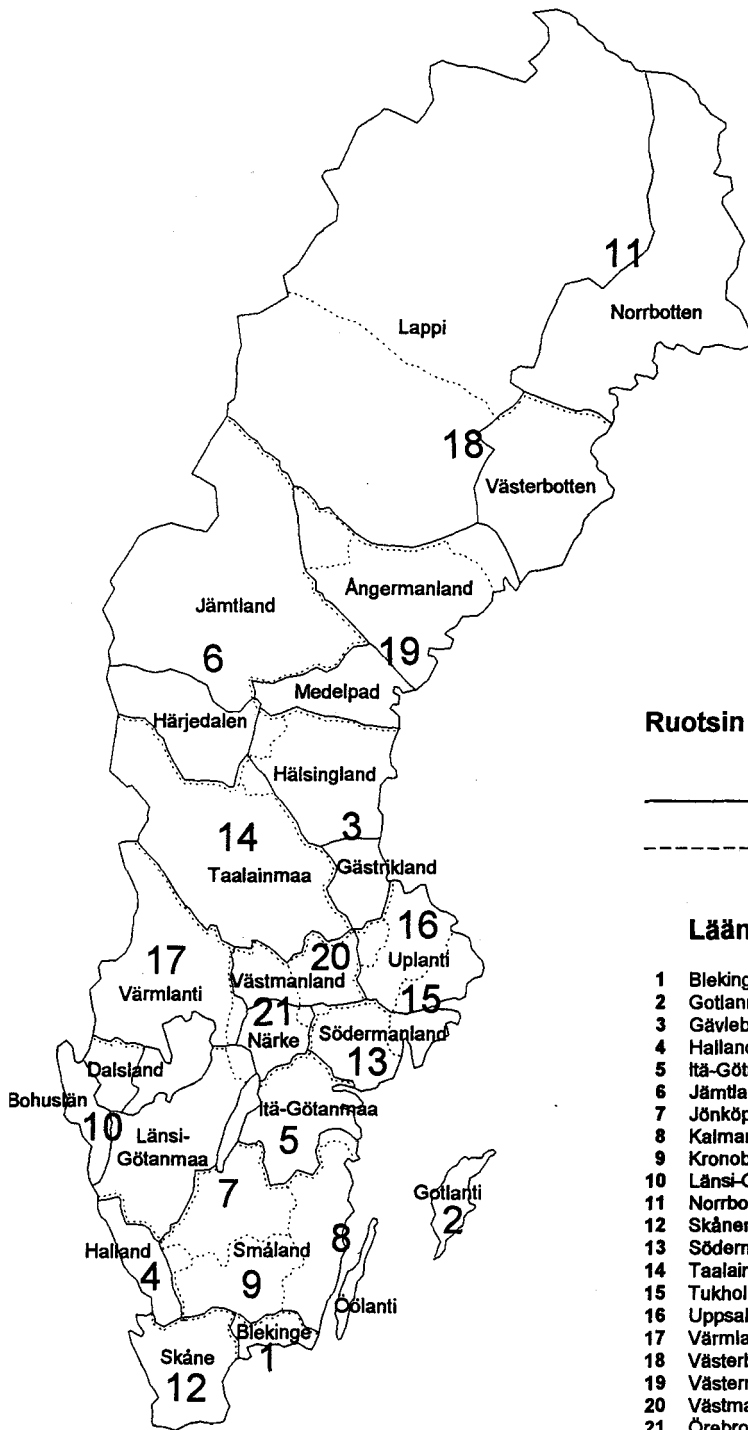 11
Lappi
Norrbotten
18
Västerbotten
Ångermanland
Jämtland
6
19
Medelpad
Härjedalen
Hälsingland
14
3
Taalainmaa
Gästrikland
16
17
20
Uplanti
Västmanland
Värmlanti
15
21
Södermanland
Närke
13
Dalsland
Bohuslän
Itä-Götanmaa
10
Länsi-
Götanmaa
5
7
Gotlanti
2
8
Halland
Småland
4
9
Öölanti
Blekinge
Skåne
1
12
Ruotsin
Lään
1 Bleking
2 Gotlann
3 Gävleb
4 Halland
5 Itä-Göt
6 Jämtla
7 Jönköp
8 Kalmar
9 Kronob
10 Länsi-G
11 Norrbo
12 Skånen
13 Söderm
14 Taalain
15 Tukhol
16 Uppsal
17 Värmla
18 Västerb
19 Västern
20 Västma
21 Örebro